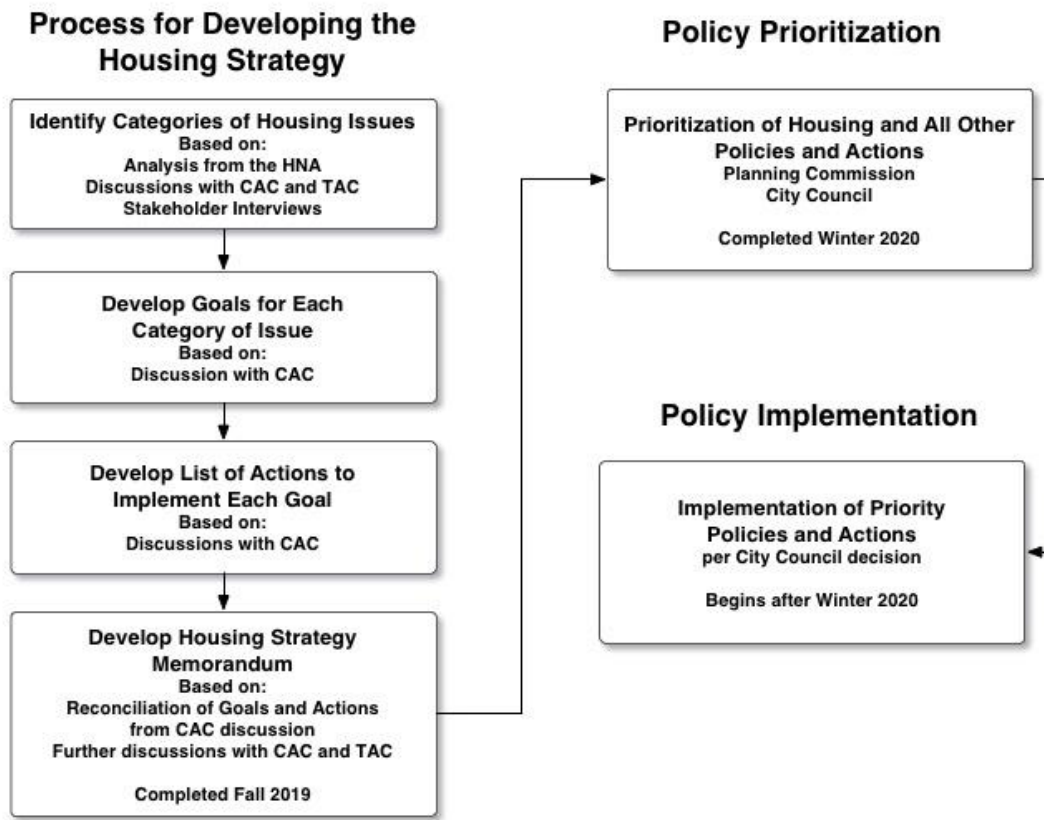 Process for Developing the
Housing Strategy
Identify Categories of Housing Issues
Based on:
Analysis from the HNA
Discussions with CAC and TAC
Stakeholder Interviews
Develop Goals for Each
Category of Issue
Based on:
Discussion with CAC
Develop List of Actions to
Implement Each Goal
Based on:
Discussions with CAC
Develop Housing Strategy
Memorandum
Based on:
Reconciliation of Goals and Actions
from CAC discussion
Further discussions with CAC and TAC
Completed Fall 2019
Policy Prioritization
Prioritization of Housing and All Other
Policies and Actions
Planning Commission
City Council
Completed Winter 2020
Policy Implementation
Implementation of Priority
Policies and Actions
per City Council decision
Begins after Winter 2020